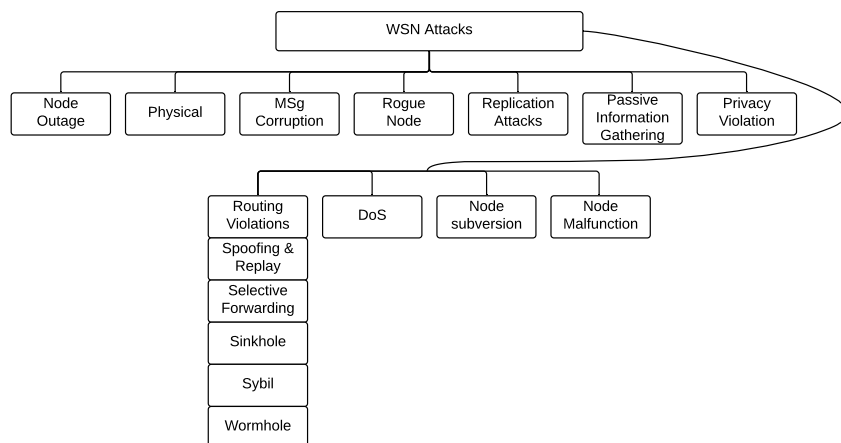 WSN Attacks
Node
Outage
Physical
MSg
Corruption
Rogue
Node
Replication
Attacks
Passive
Information
Gathering
Privacy
Violation
Routing
Violations
DoS
Node
subversion
Node
Malfunction
Spoofing &
Replay
Selective
Forwarding
Sinkhole
Sybil
Wormhole